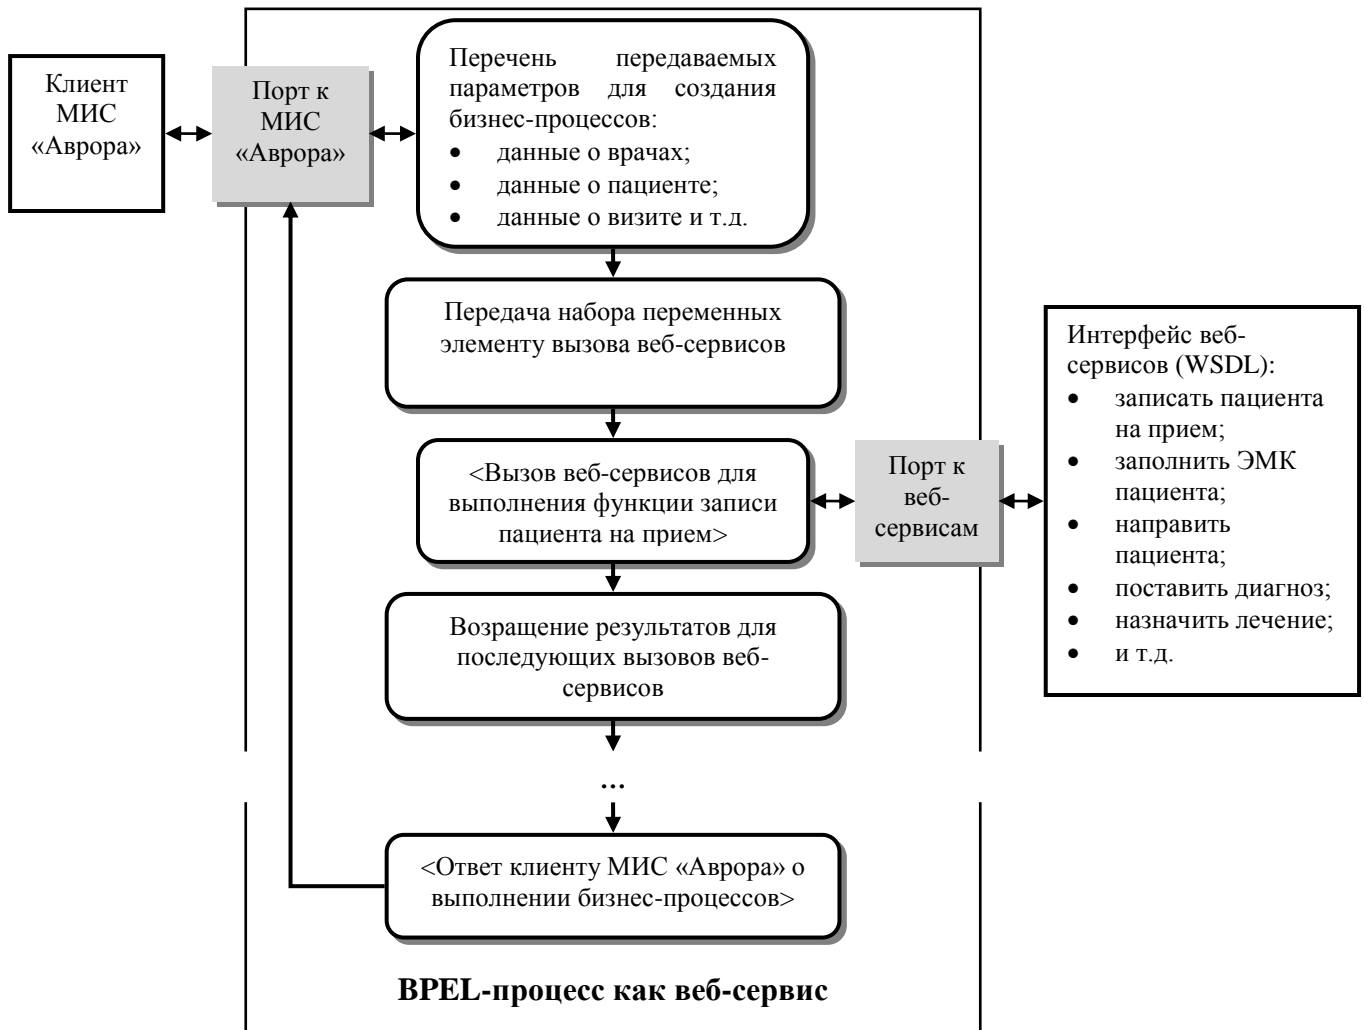 Клиент
МИС
«Аврора»
Порт к
МИС
«Аврора»
Перечень передаваемых
параметров для создания
бизнес-процессов:
• данные о врачах;
• данные о пациенте;
• данные о визите и т.д.
Передача набора переменных
элементу вызова веб-сервисов
<Вызов веб-сервисов для
выполнения функции записи
пациента на прием>
Порт к
веб-
сервисам
Интерфейс веб-
сервисов (WSDL):
• записать пациента
на прием;
• заполнить ЭМК
пациента;
• направить
пациента;
• поставить диагноз;
• назначить лечение;
• и т.д.
Возращение результатов для
последующих вызовов веб-
сервисов
...
<Ответ клиенту МИС «Аврора» о
выполнении бизнес-процессов>
BPEL-процесс как веб-сервис